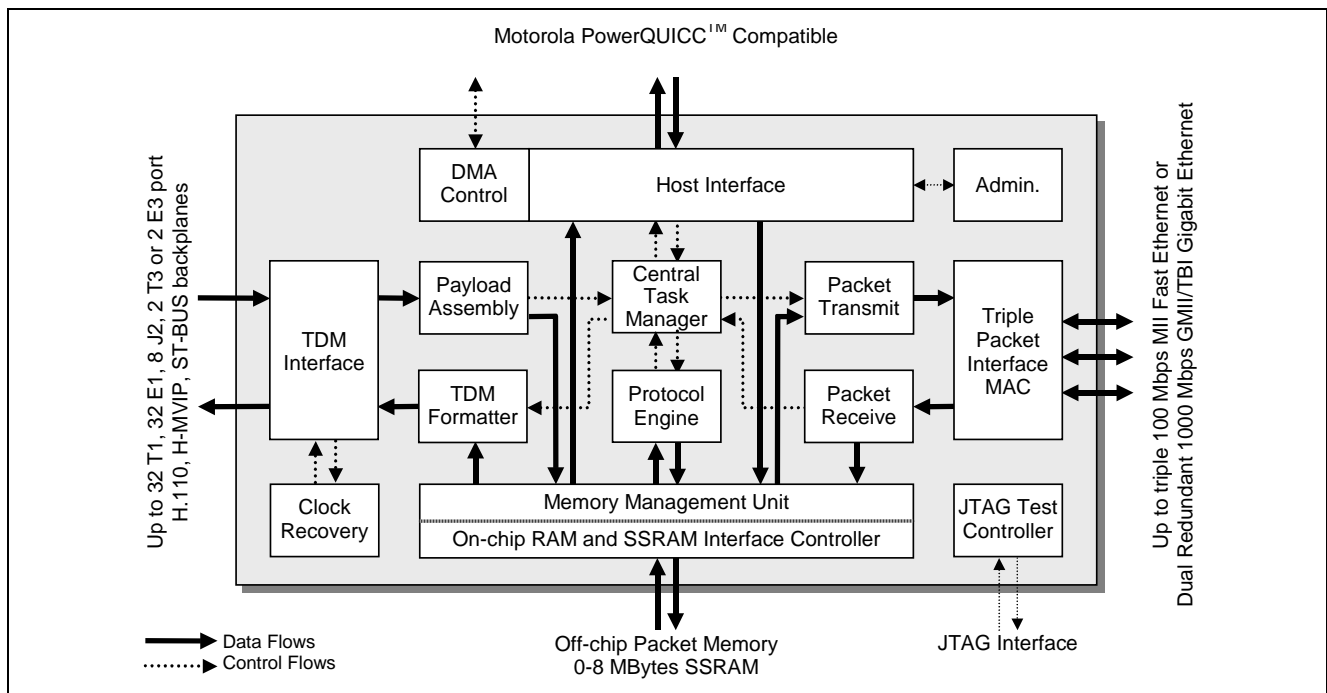 Motorola PowerQUICC™ Compatible
DMA
Control
Host Interface
Admin.
Up to 32 T1, 32 E1, 8 J2, 2 T3 or 2 E3 port
H.110, H-MVIP, ST-BUS backplanes
TDM
Interface
Payload
Assembly
Central
Task
Manager
Packet
Transmit
Triple
Packet
Interface
MAC
TDM
Formatter
Protocol
Engine
Packet
Receive
Up to triple 100 Mbps MII Fast Ethernet or
Dual Redundant 1000 Mbps GMII/TBI Gigabit Ethernet
Clock
Recovery
Memory Management Unit
On-chip RAM and SSRAM Interface Controller
JTAG Test
Controller
Data Flows
Control Flows
Off-chip Packet Memory
0-8 MBytes SSRAM
JTAG Interface